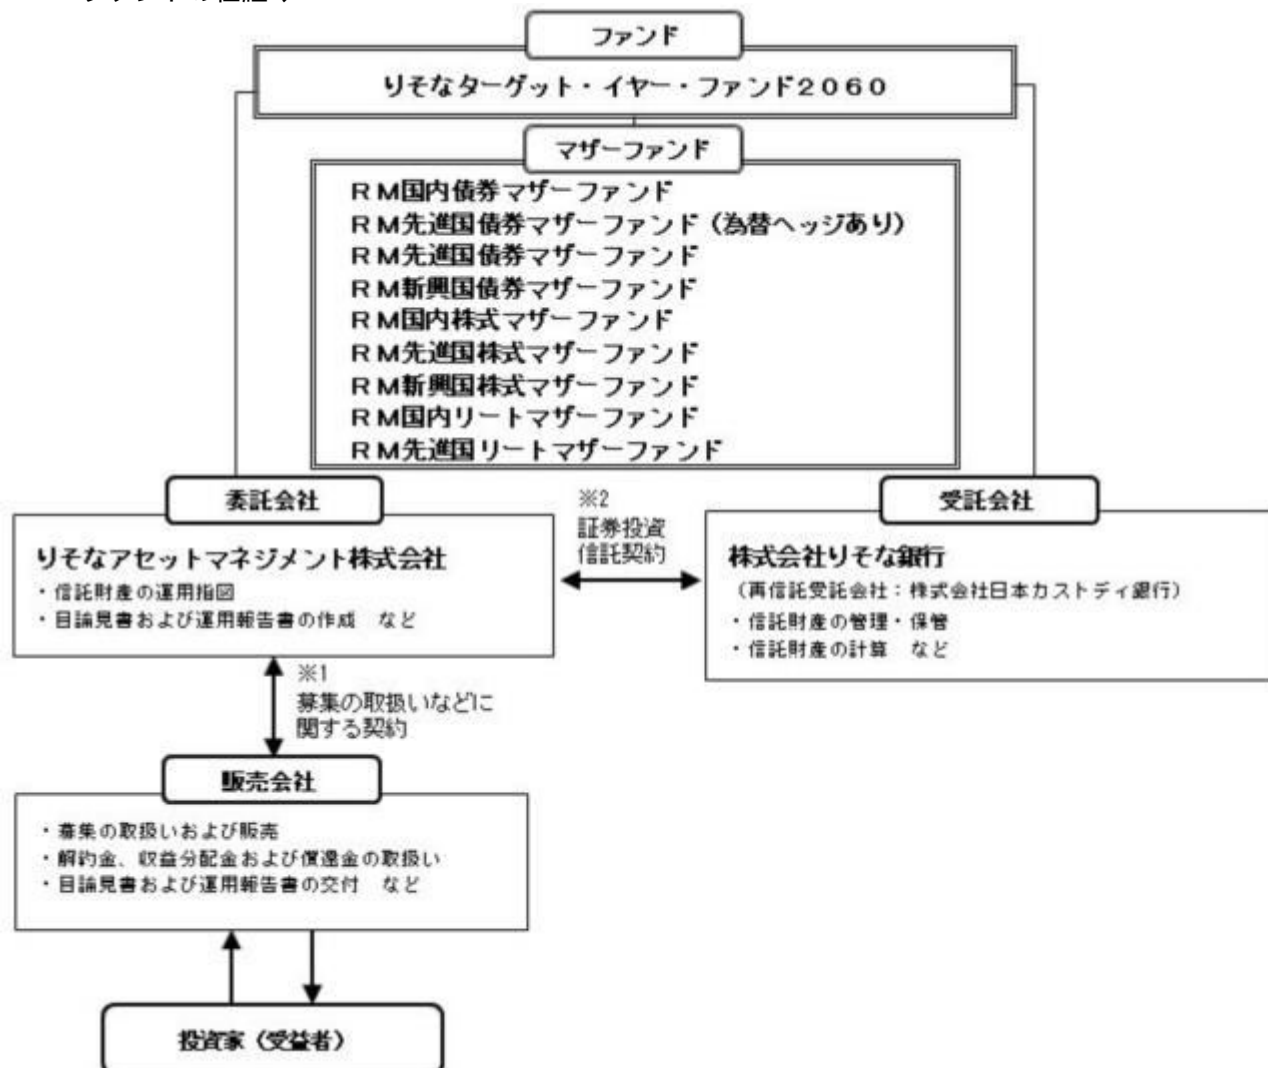 ファンドの仕組み
ファンド
りそなターゲット・イヤー・ファンド2060
マザーファンド
RM国内債券マザーファンド
RM先進国債券マザーファンド（為替ヘッジあり）
RM先進国債券マザーファンド
RM新興国債券マザーファンド
RM国内株式マザーファンド
RM先進国株式マザーファンド
RM新興国株式マザーファンド
RM国内リートマザーファンド
RM先進国リートマザーファンド
委託会社
りそなアセットマネジメント株式会社
・信託財産の運用指図
・目論見書および運用報告書の作成　など
※2
証券投資
信託契約
受託会社
株式会社りそな銀行
（再信託受託会社：株式会社日本カストディ銀行）
・信託財産の管理・保管
・信託財産の計算　など
※1
募集の取扱いなどに
関する契約
販売会社
・募集の取扱いおよび販売
・解約金、収益分配金および償還金の取扱い
・目論見書および運用報告書の交付　など
投資家（受益者）